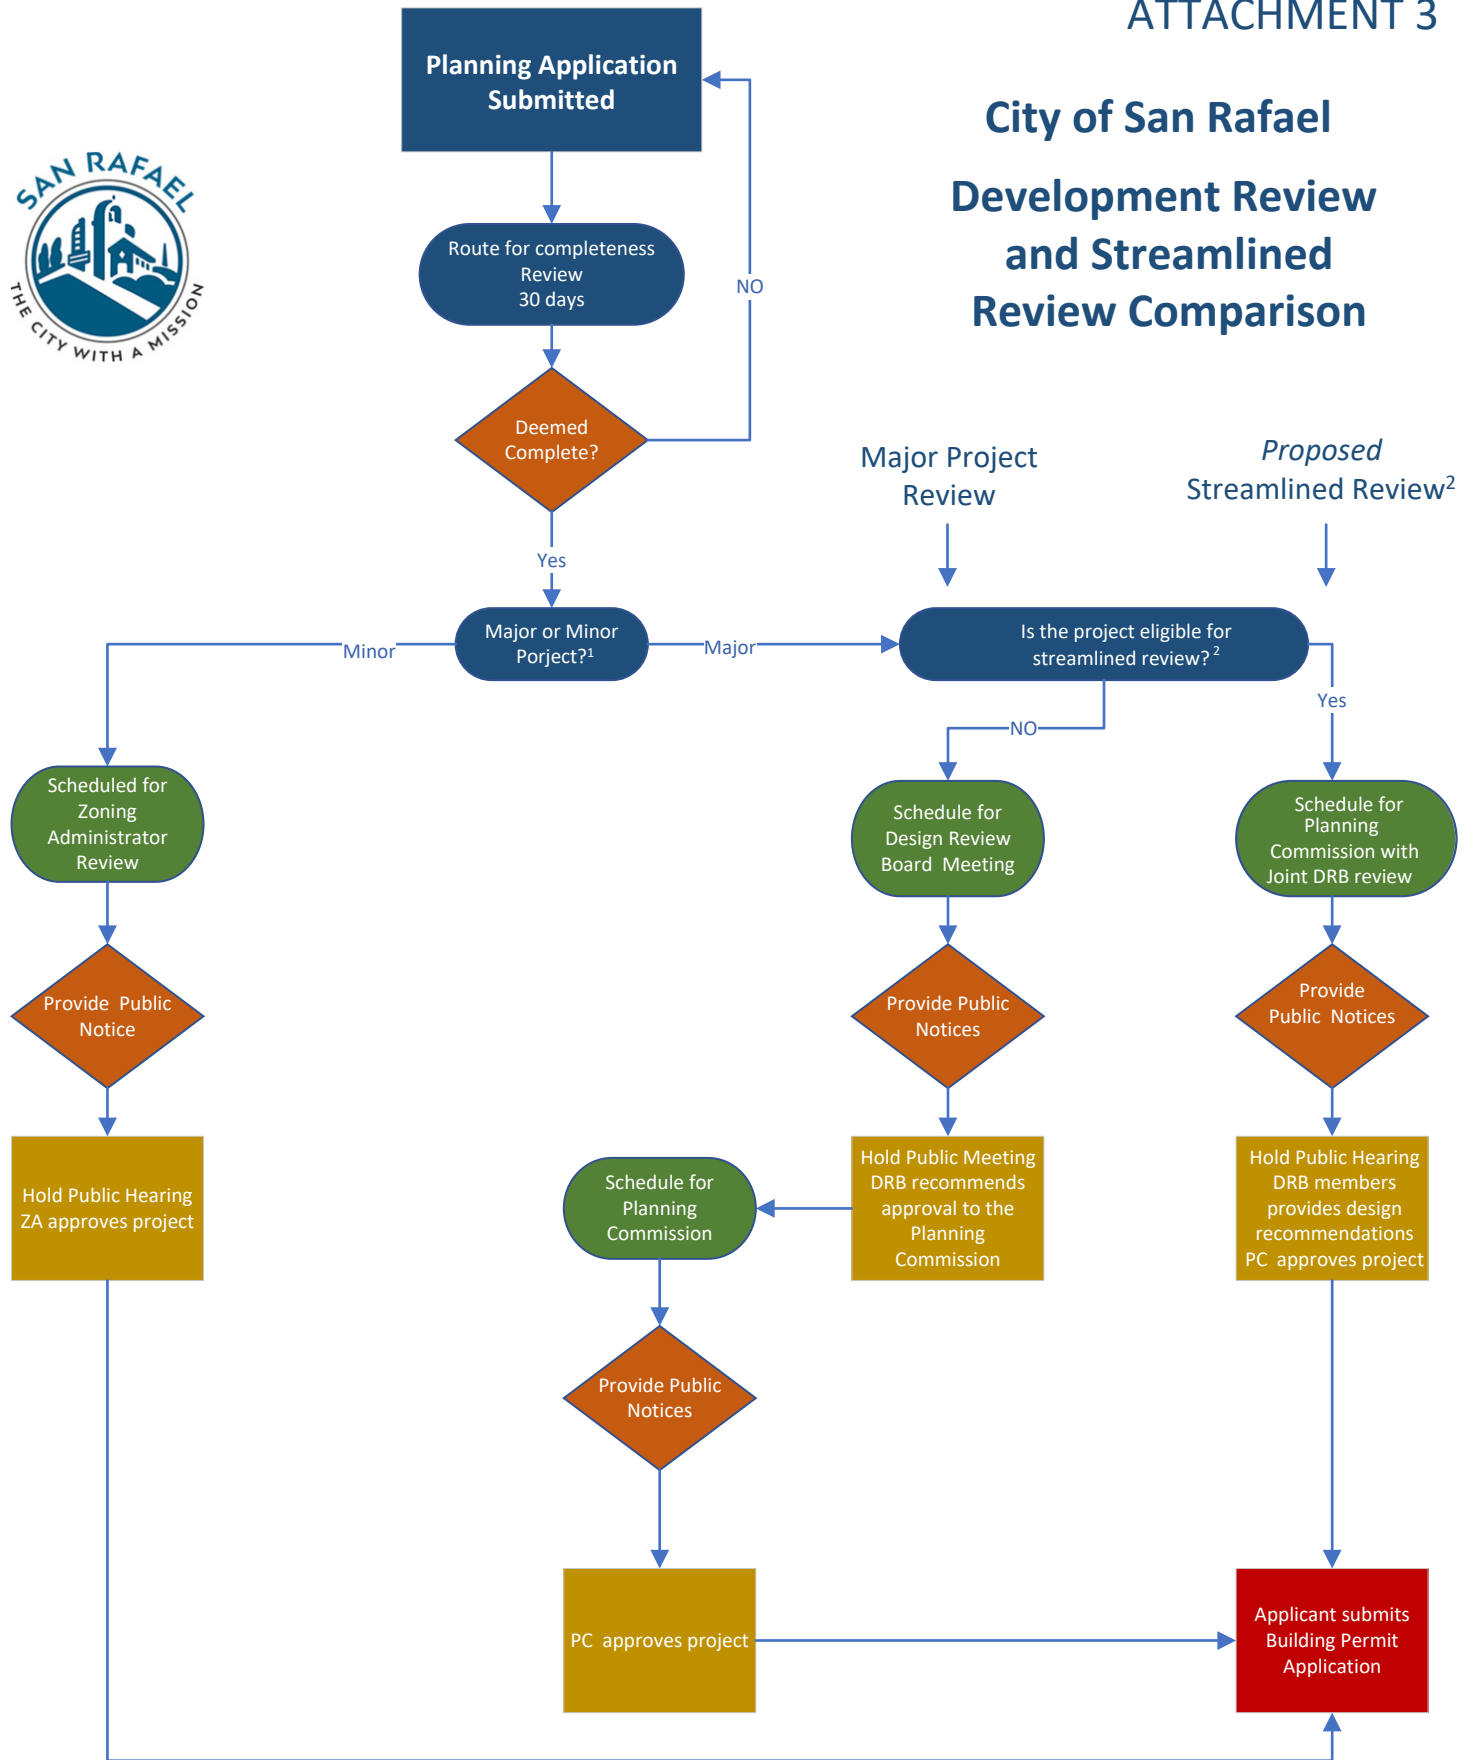 ATTACHMENT 3
Planning Application
Submitted
City of San Rafael
Development Review
and Streamlined
Review Comparison
SAN RAFAEL
THE CITY WITH A MISSION
Route for completeness
Review
30 days
NO
Deemed
Complete?
Major Project
Review
Proposed
Streamlined Review²
Yes
Major or Minor
Porject?¹
Minor
Major
Is the project eligible for
streamlined review? ²
NO
Yes
Scheduled for
Zoning
Administrator
Review
Schedule for
Design Review
Board Meeting
Schedule for
Planning
Commission with
Joint DRB review
Provide Public
Notice
Provide Public
Notices
Provide
Public Notices
Hold Public Hearing
ZA approves project
Schedule for
Planning
Commission
Hold Public Meeting
DRB recommends
approval to the
Planning
Commission
Hold Public Hearing
DRB members
provides design
recommendations
PC approves project
Provide Public
Notices
PC approves project
Applicant submits
Building Permit
Application